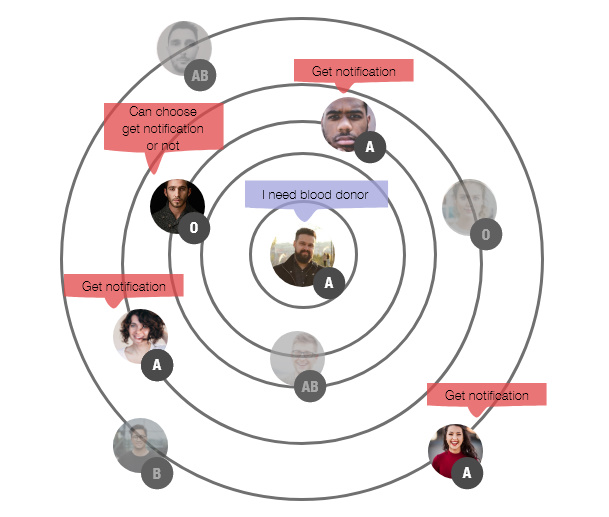 AB
Get notification
A
Can choose
get notification
or not
O
I need blood donor
A
O
Get notification
A
AB
Get notification
A
B